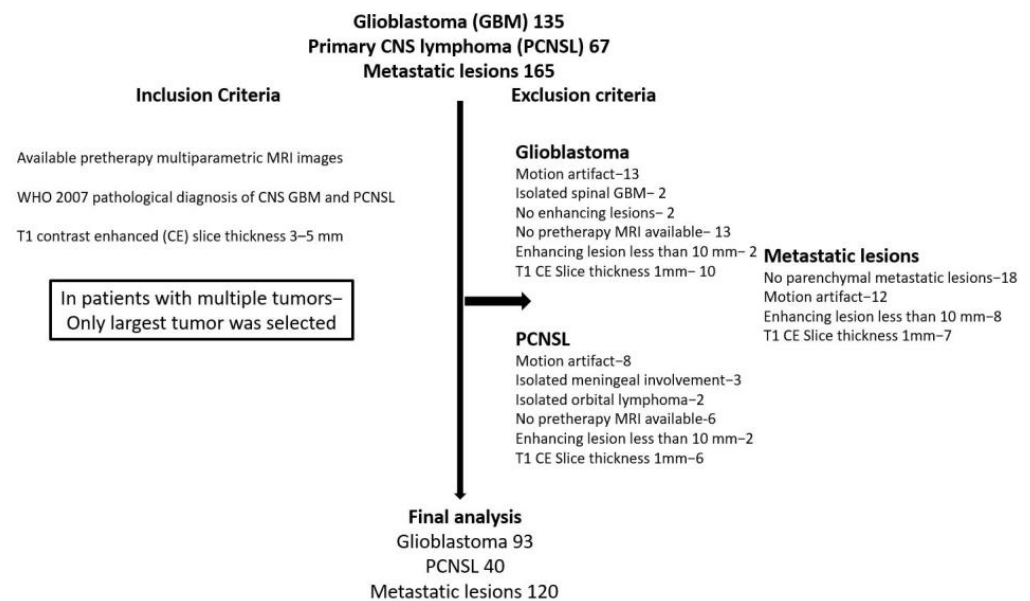 Glioblastoma (GBM) 135
Primary CNS lymphoma (PCNSL) 67
Metastatic lesions 165
Inclusion Criteria
Available pretherapy multiparametric MRI images
WHO 2007 pathological diagnosis of CNS GBM and PCNSL
T1 contrast enhanced (CE) slice thickness 3–5 mm
In patients with multiple tumors–
Only largest tumor was selected
Exclusion criteria
Glioblastoma
Motion artifact–13
Isolated spinal GBM– 2
No enhancing lesions– 2
No pretherapy MRI available- 13
Enhancing lesion less than 10 mm– 2
T1 CE Slice thickness 1mm– 10
PCNSL
Motion artifact–8
Isolated meningeal involvement–3
Isolated orbital lymphoma–2
No pretherapy MRI available-6
Enhancing lesion less than 10 mm–2
T1 CE Slice thickness 1mm–6
Metastatic lesions
No parenchymal metastatic lesions–18
Motion artifact–12
Enhancing lesion less than 10 mm–8
T1 CE Slice thickness 1mm–7
Final analysis
Glioblastoma 93
PCNSL 40
Metastatic lesions 120